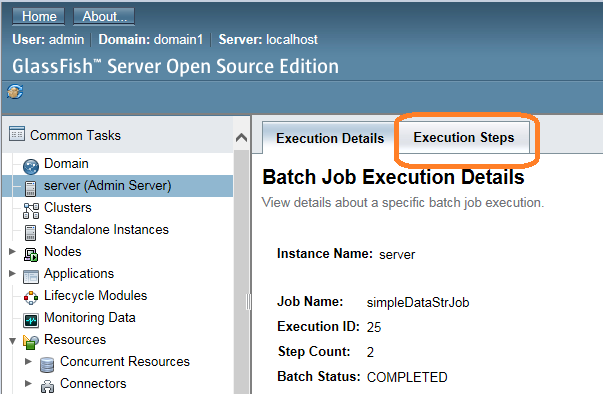 Home About...
User: admin Domain: domain1 Server: localhost
GlassFish™ Server Open Source Edition
Common Tasks
Domain
server (Admin Server)
Clusters
Standalone Instances
Nodes
Applications
Lifecycle Modules
Monitoring Data
Resources
Concurrent Resources
Connectors
Execution Details Execution Steps
Batch Job Execution Details
View details about a specific batch job execution.
Instance Name: server
Job Name: simpleDataStrJob
Execution ID: 25
Step Count: 2
Batch Status: COMPLETED